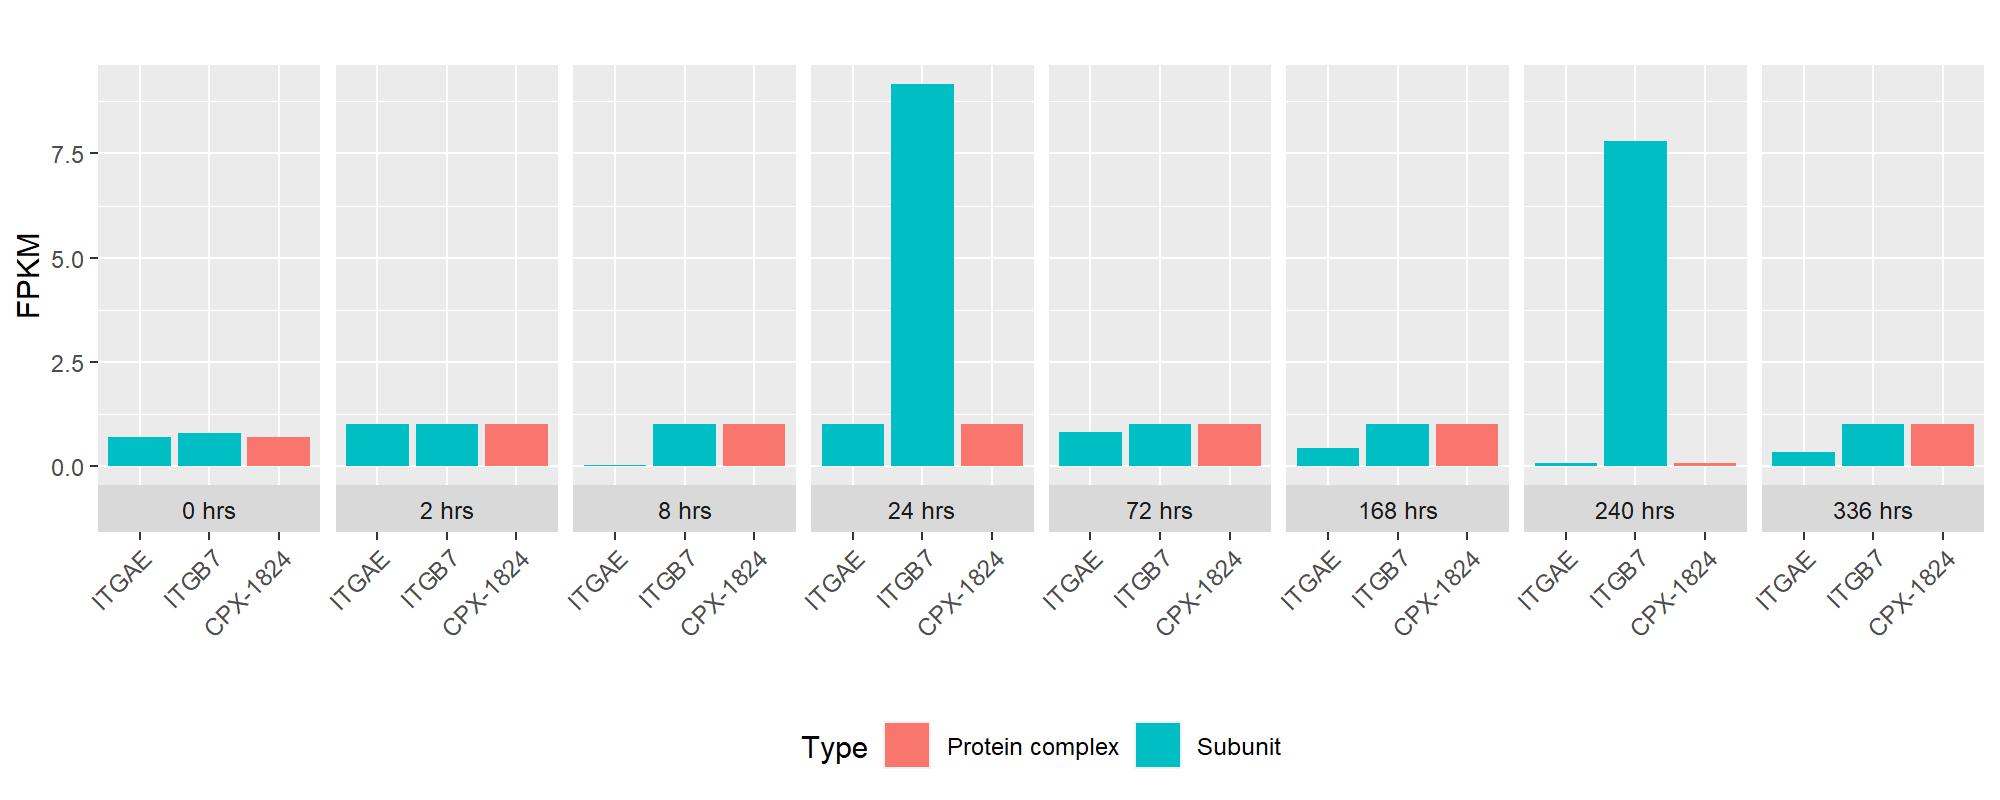 FPKM
7.5
5.0
2.5
0.0
0 hrs
2 hrs
8 hrs
24 hrs
72 hrs
168 hrs
240 hrs
336 hrs
ITGAE
ITGB7
CPX-1824
ITGAE
ITGB7
CPX-1824
ITGAE
ITGB7
CPX-1824
ITGAE
ITGB7
CPX-1824
ITGAE
ITGB7
CPX-1824
ITGAE
ITGB7
CPX-1824
ITGAE
ITGB7
CPX-1824
ITGAE
ITGB7
CPX-1824
Type Protein complex Subunit